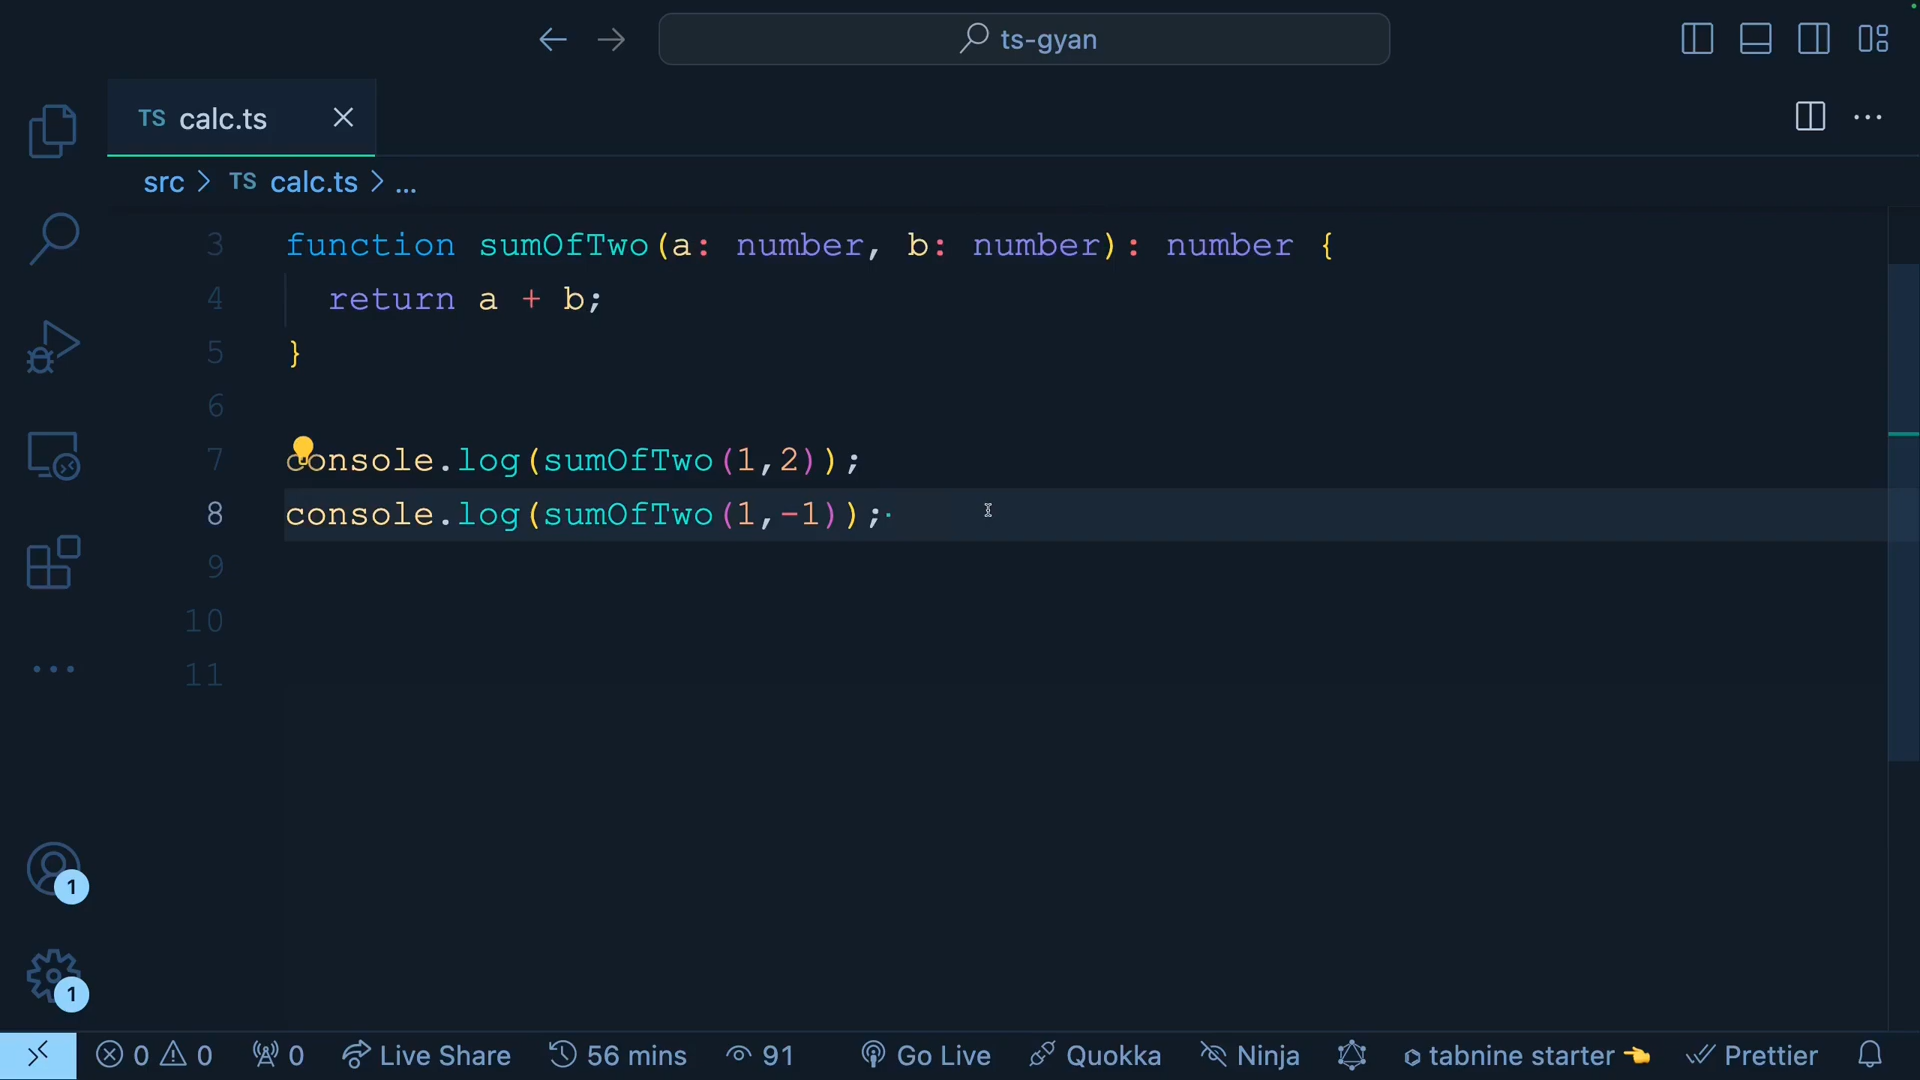 ts-gyan
TS calc.ts
src > TS calc.ts > ...
3 function sumOfTwo(a: number, b: number): number {
4 return a + b;
5 }
6
7 console.log(sumOfTwo(1,2));
8 console.log(sumOfTwo(1,-1));
9
10
11
1
1
0 0 0 Live Share 56 mins 91 Go Live Quokka Ninja tabnine starter 👈 Prettier